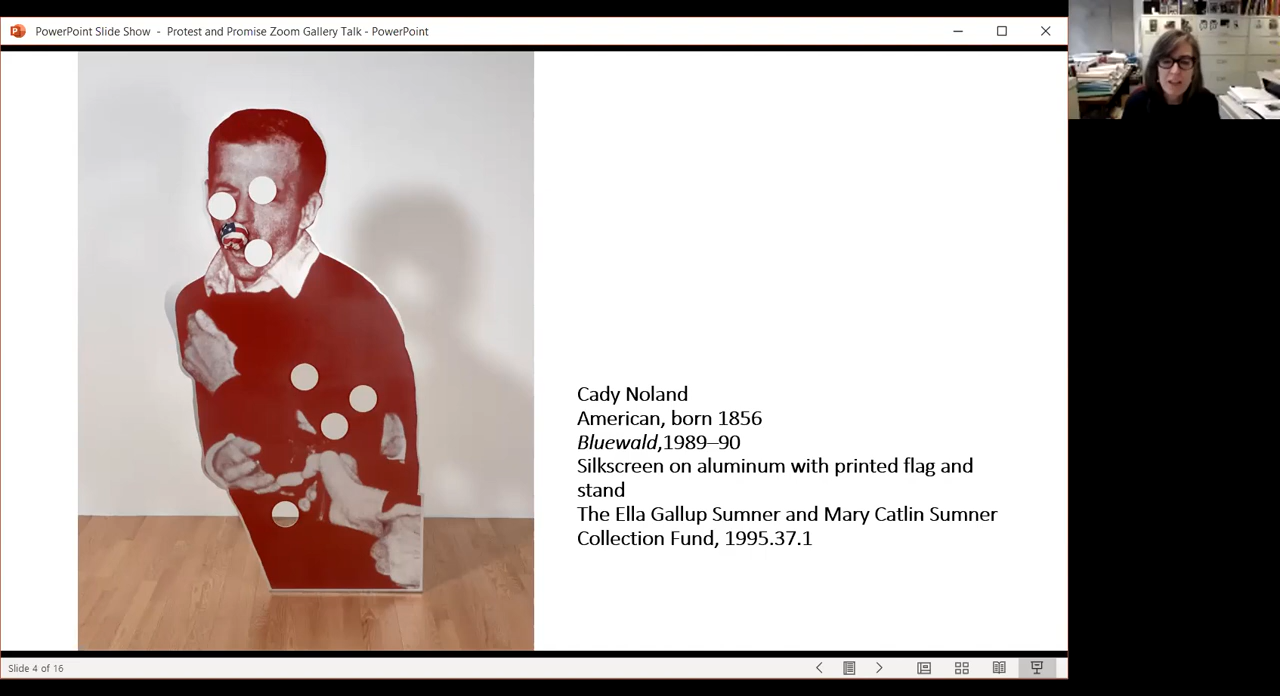 PowerPoint Slide Show - Protest and Promise Zoom Gallery Talk - PowerPoint
Cady Noland
American, born 1856
Bluewald,1989–90
Silkscreen on aluminum with printed flag and
stand
The Ella Gallup Sumner and Mary Catlin Sumner
Collection Fund, 1995.37.1
Slide 4 of 16